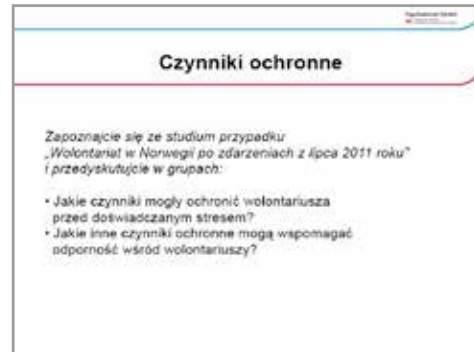 Czynniki ochronne
Zapoznajcie się ze studium przypadku
„Wolontariat w Norwegii po zdarzeniach z lipca 2011 roku"
i przedyskutujcie w grupach:
• Jakie czynniki mogły ochronić wolontariusza
przed doświadczanym stresem?
• Jakie inne czynniki ochronne mogą wspomagać
odporność wśród wolontariuszy?